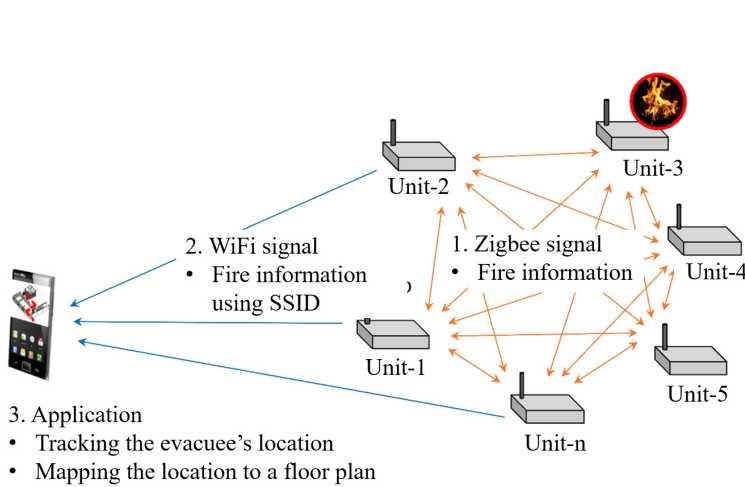 Unit-3
Unit-2
2. WiFi signal
• Fire information
using SSID
1. Zigbee signal
• Fire information
Unit-4
Unit-1
Unit-5
3. Application
• Tracking the evacuee’s location
• Mapping the location to a floor plan
Unit-n